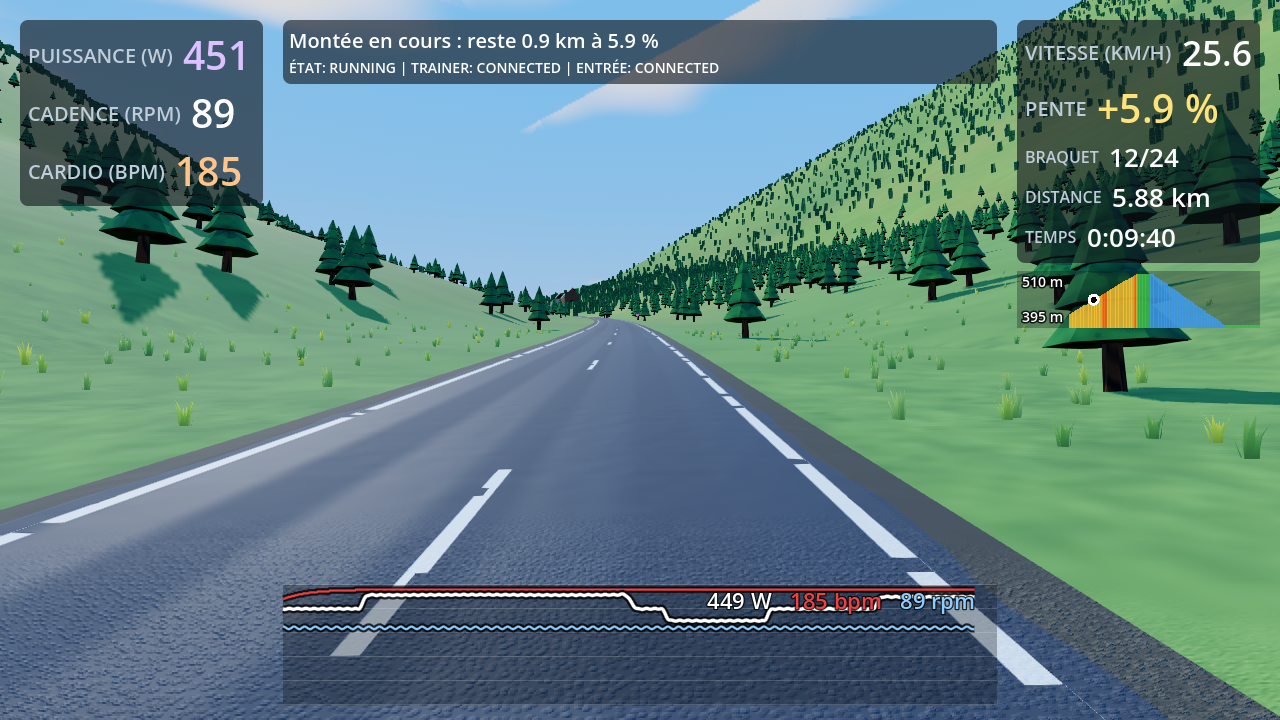 PUISSANCE (W) 451
CADENCE (RPM) 89
CARDIO (BPM) 185
Montée en cours : reste 0.9 km à 5.9 %
ÉTAT: RUNNING | TRAINER: CONNECTED | ENTRÉE: CONNECTED
VITESSE (KM/H) 25.6
PENTE +5.9 %
BRAQUET 12/24
DISTANCE 5.88 km
TEMPS 0:09:40
510 m
395 m
449 W 185 bpm 89 rpm